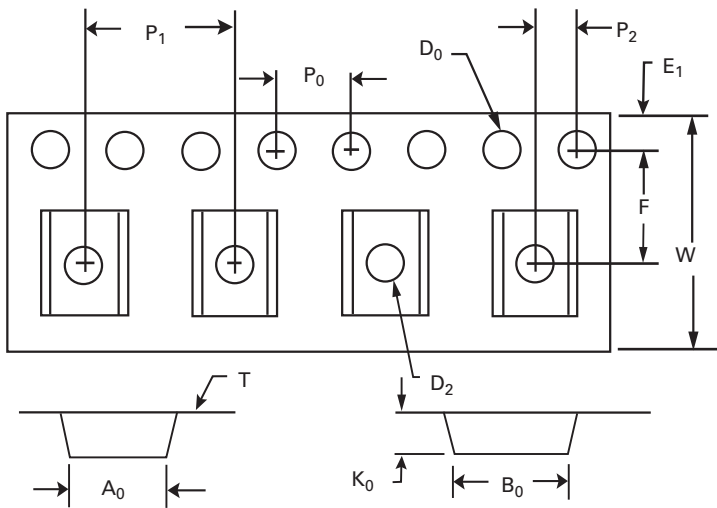 P₁
P₀
D₀
P₂
E₁
F
W
T
D₂
A₀
K₀
B₀